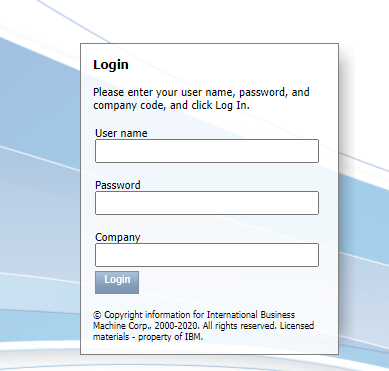 Login
Please enter your user name, password, and
company code, and click Log In.
User name
Password
Company
Login
© Copyright information for International Business
Machine Corp., 2000-2020. All rights reserved. Licensed
materials - property of IBM.